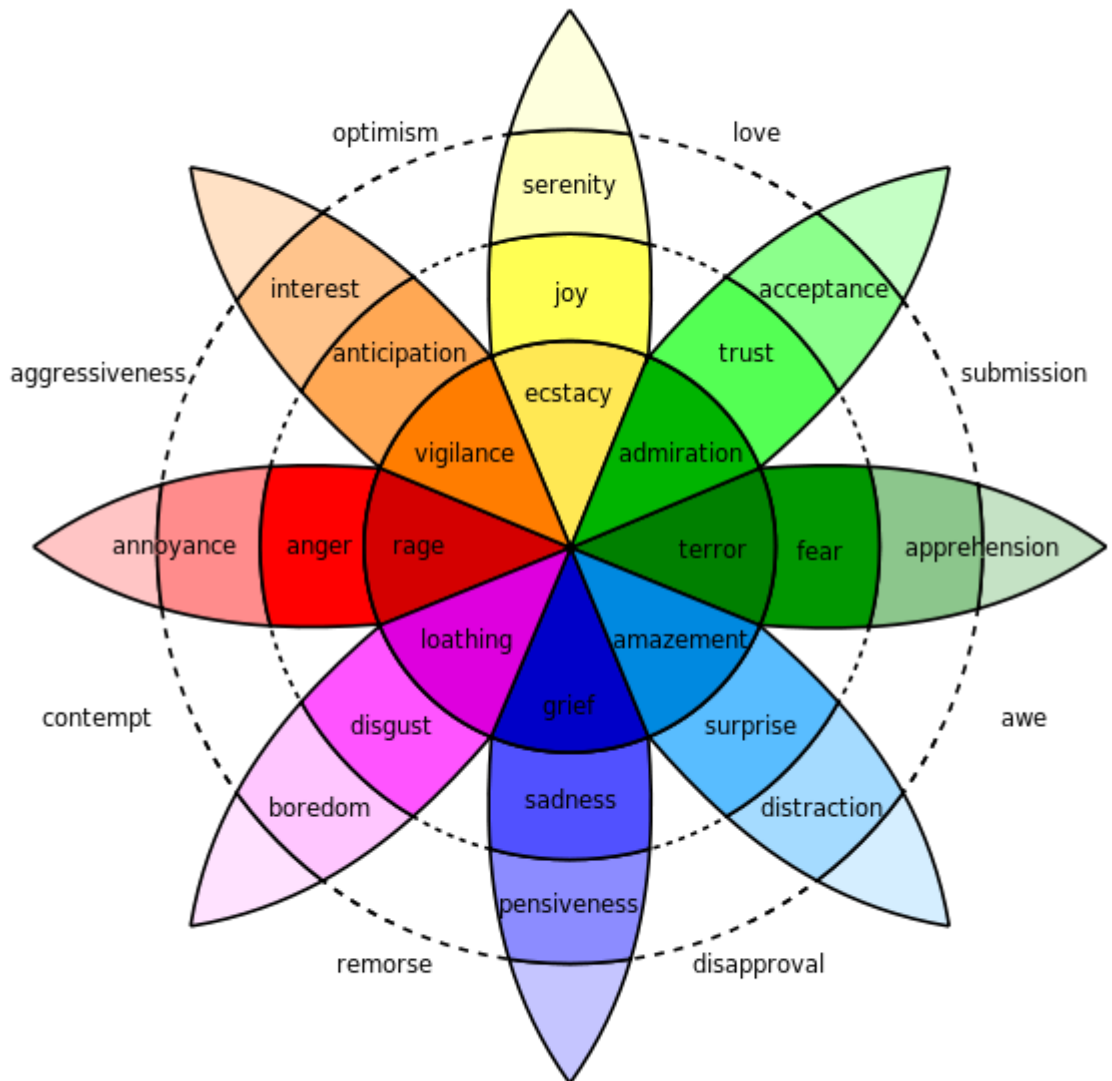 optimism
love
serenity
interest
joy
acceptance
anticipation
trust
aggressiveness
submission
ecstacy
vigilance
admiration
annoyance
anger
rage
terror
fear
apprehension
loathing
amazement
contempt
disgust
grief
surprise
awe
boredom
sadness
distraction
pensiveness
remorse
disapproval